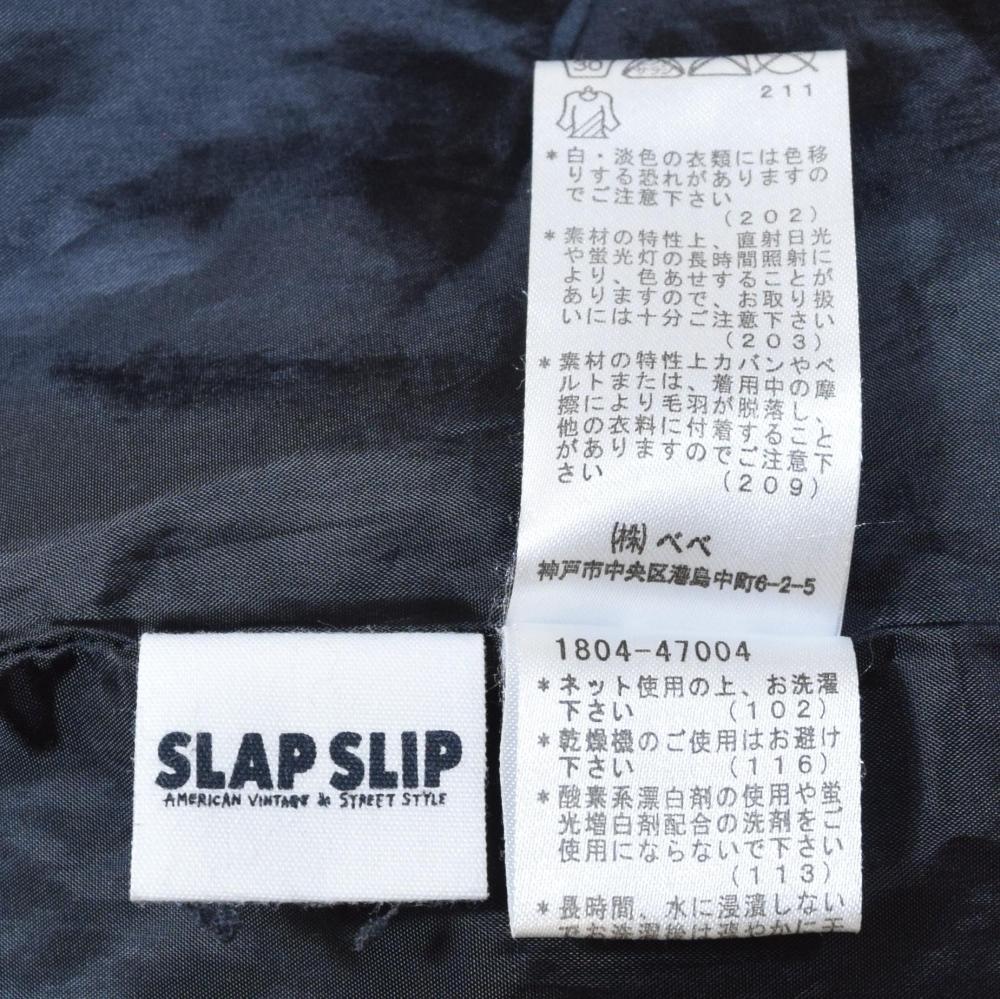 30
211
*白・淡色の衣類には色移
りする恐れがありますの
でご注意下さい
(202)
*素材の特性上、直射日光
や蛍光灯の長時間照射に
より、色あせすることが
ありますので、お取り扱
いには十分ご注意下さい
(203)
*素材の特性上カバンやベ
ルトまたは、着用中の摩
擦により毛羽が脱落し、
他の衣料に付着すること
がありますのでご注意下
さい (209)
(株)べべ
神戸市中央区港島中町6-2-5
1804-47004
*ネット使用の上、お洗濯
下さい (102)
*乾燥機のご使用はお避け
下さい (116)
*酸素系漂白剤の使用や蛍
光増白剤配合の洗剤をご
使用にならないで下さい
(113)
*長時間、水に浸漬しない
でお洗濯後は速やかに干
SLAP SLIP
AMERICAN VINTAGE & STREET STYLE